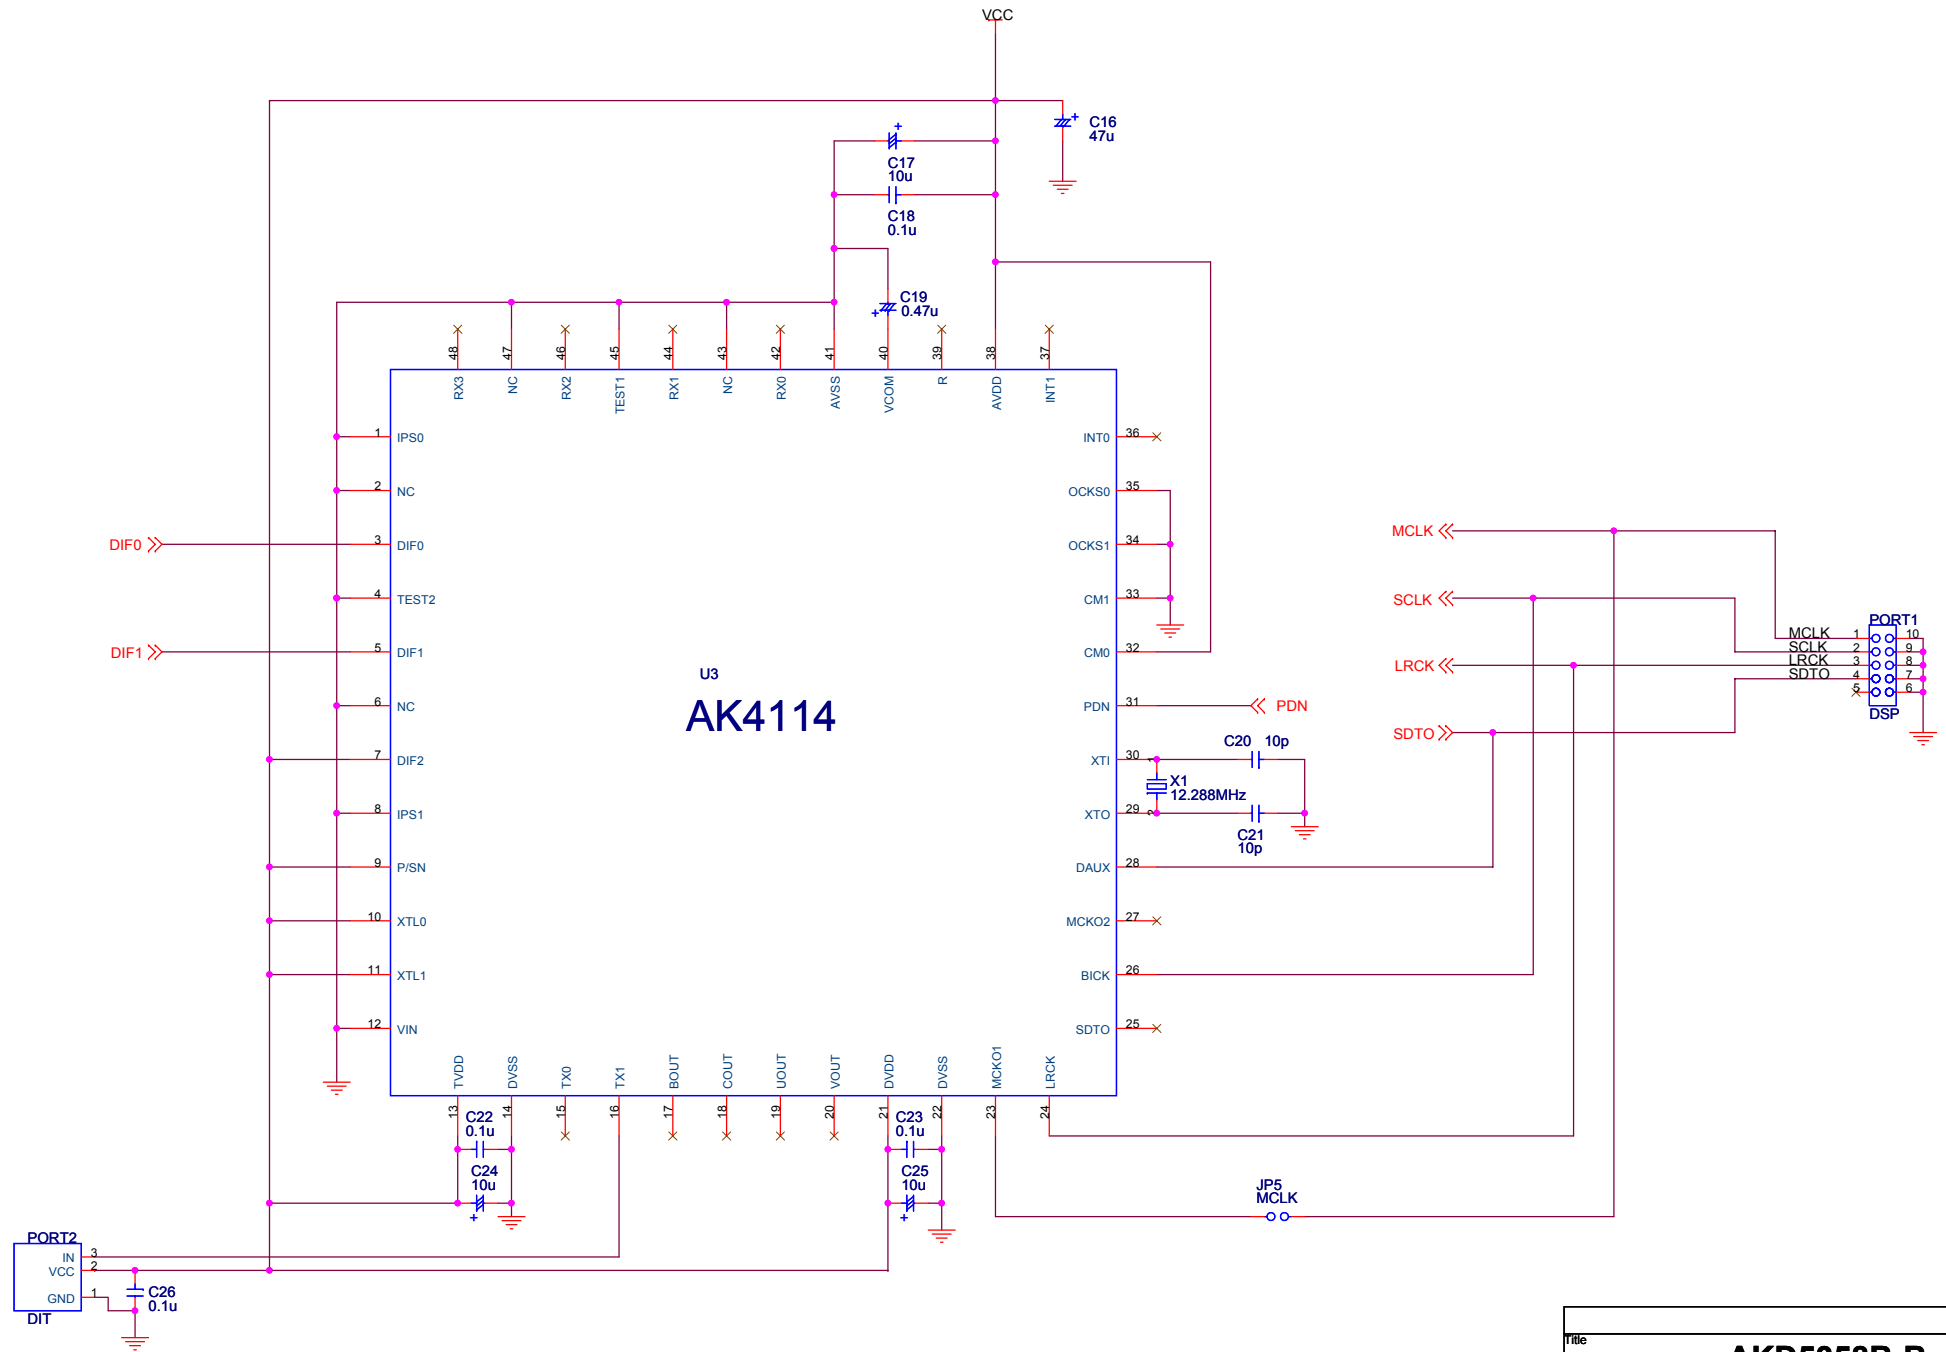 VCC
C16
47u
C17
10u
C18
0.1u
C19
0.47u
48 47 46 45 44 43 42 41 40 39 38 37
RX3 NC RX2 TEST1 RX1 NC RX0 AVSS VCOM R AVDD INT1
1 IPS0
INT0 36
2 NC
OCKS0 35
DIF0 3 DIF0
OCKS1 34
MCLK
4 TEST2
CM1 33
SCLK
DIF1 5 DIF1
CM0 32
LRCK
PORT1
MCLK 1 10
SCLK 2 9
LRCK 3 8
SDTO 4 7
5 6
DSP
U3
AK4114
6 NC
PDN 31 PDN
SDTO
7 DIF2
XTI 30 1
C20 10p
X1
12.288MHz
8 IPS1
XTO 29 2
C21
10p
9 P/SN
DAUX 28
10 XTL0
MCKO2 27
11 XTL1
BICK 26
12 VIN
SDTO 25
TVDD DVSS TX0 TX1 BOUT COUT UOUT VOUT DVDD DVSS MCKO1 LRCK
13 14 15 16 17 18 19 20 21 22 23 24
C22
0.1u
C23
0.1u
C24
10u
C25
10u
JP5
MCLK
PORT2
IN 3
VCC 2
GND 1
DIT
C26
0.1u
Title